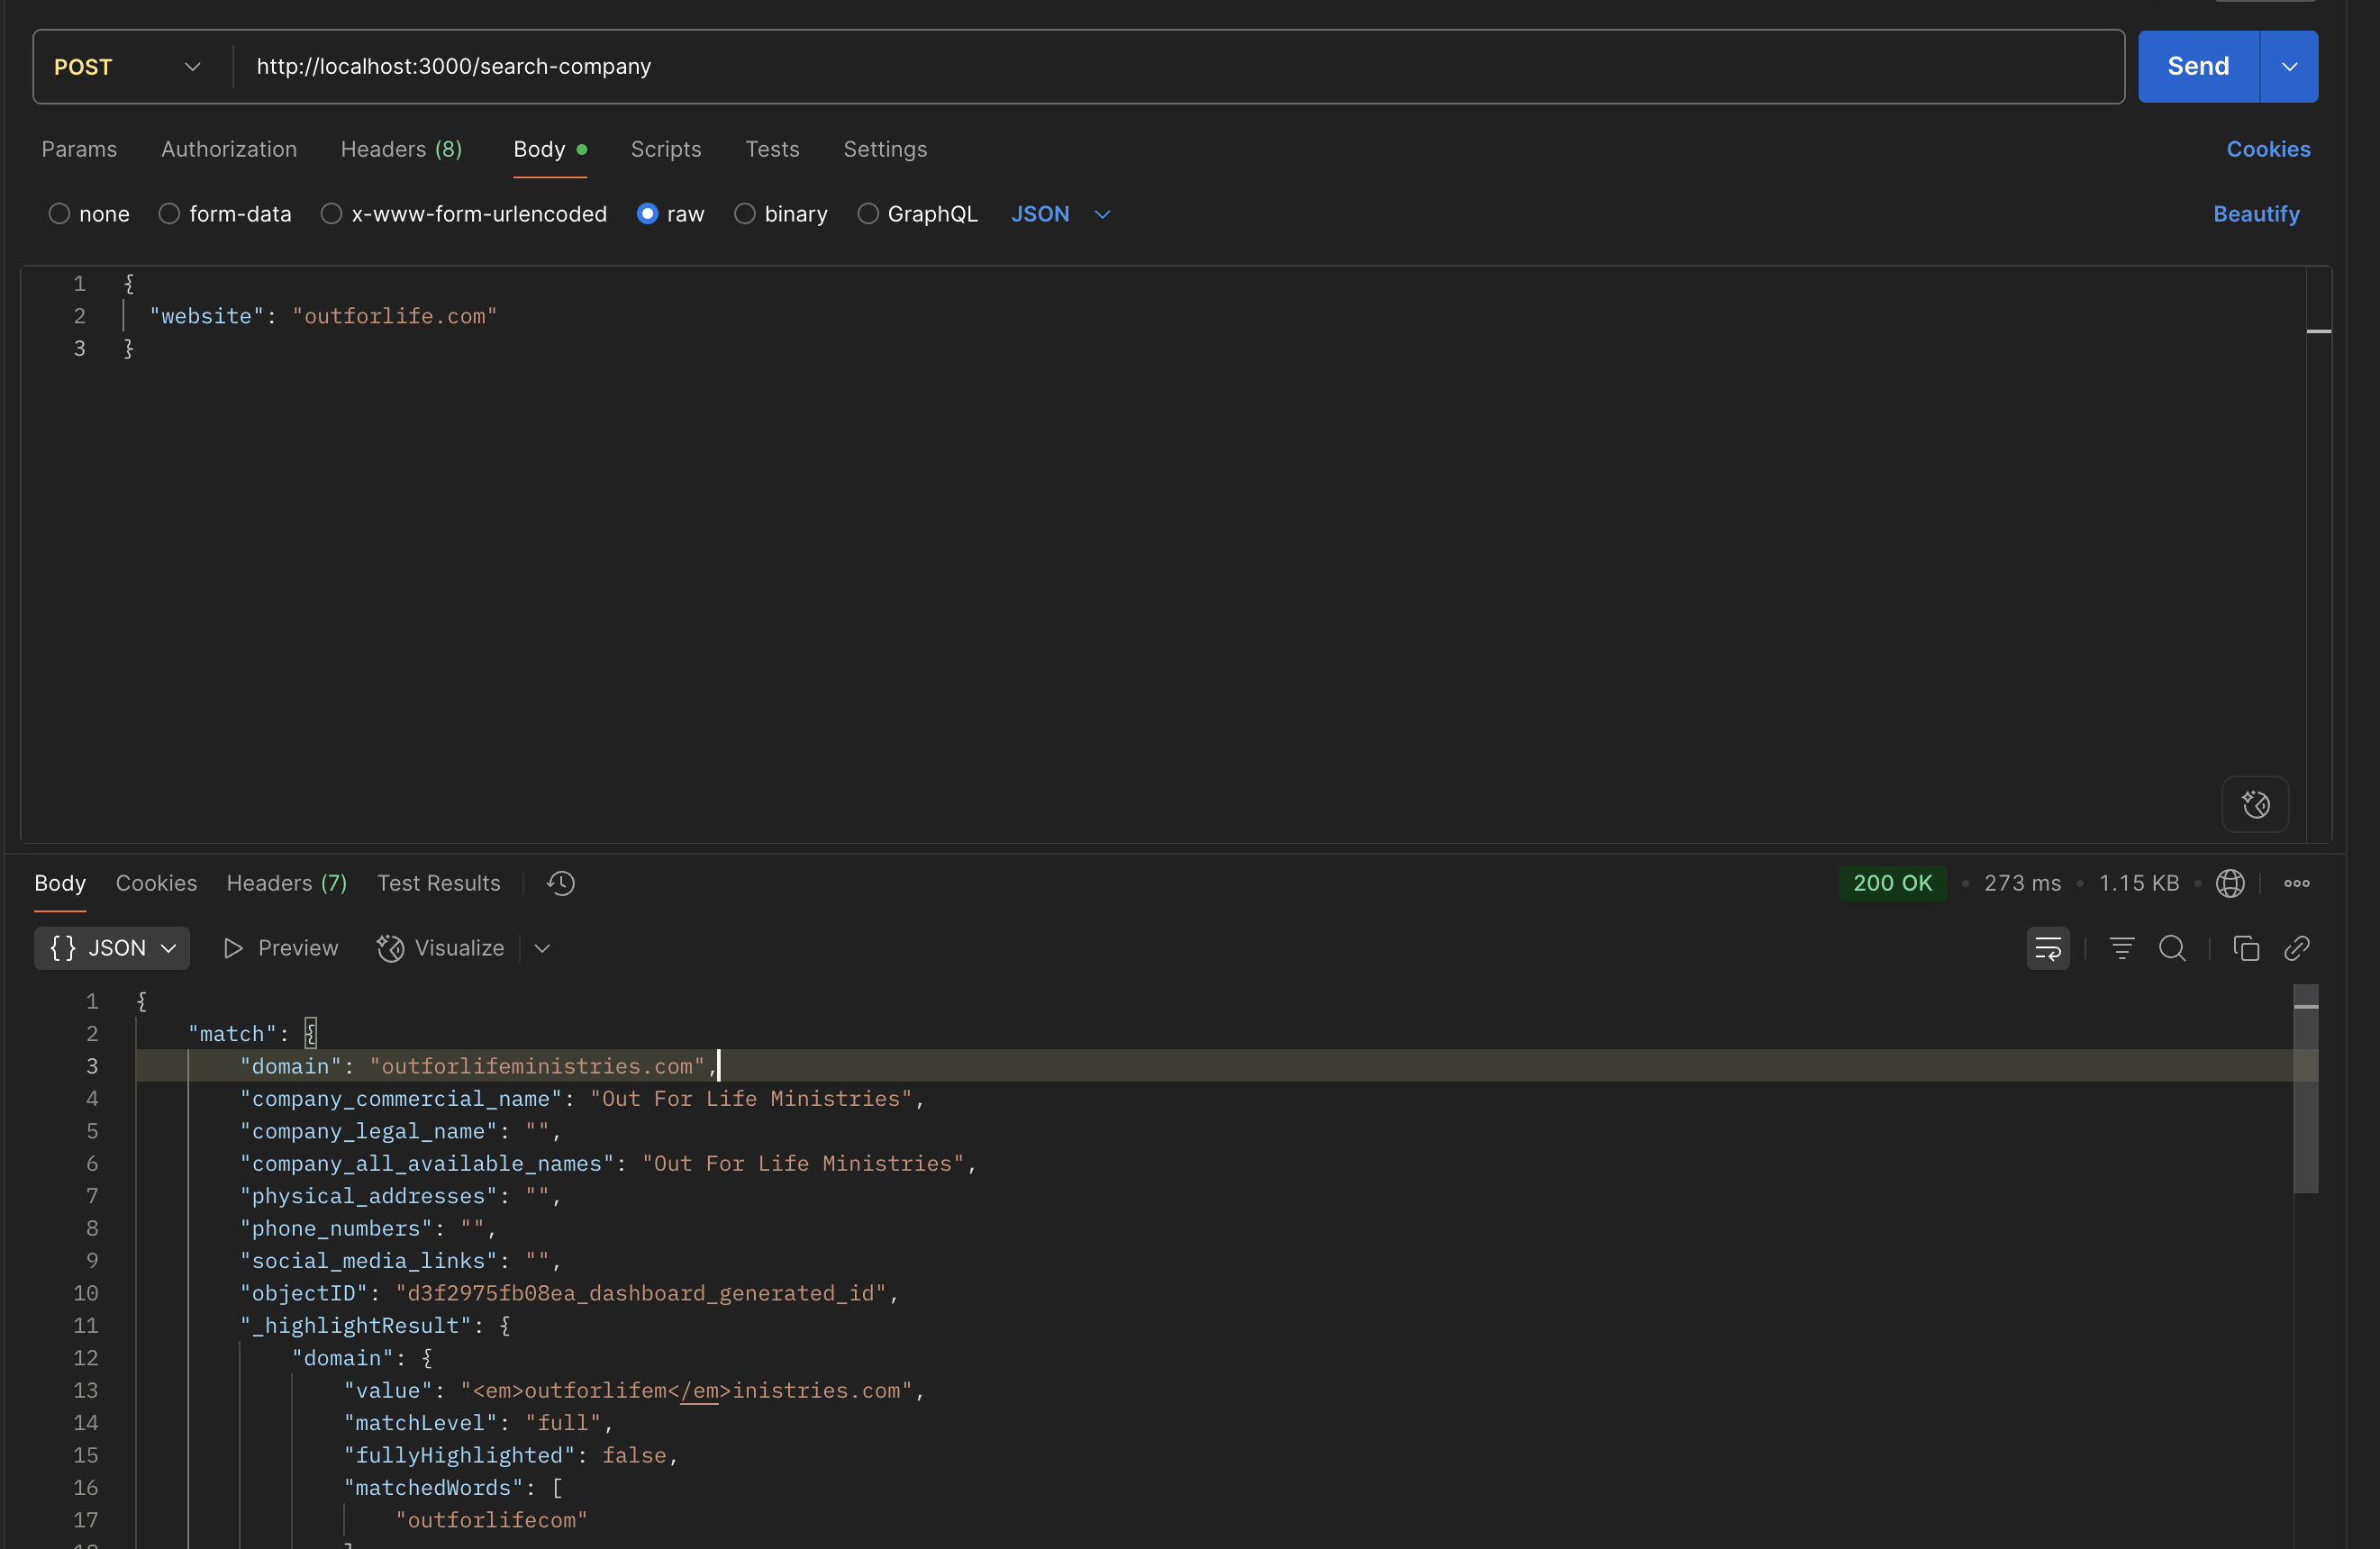 POST http://localhost:3000/search-company Send
Params Authorization Headers (8) Body Scripts Tests Settings Cookies
none form-data x-www-form-urlencoded raw binary GraphQL JSON Beautify
1 {
2 "website": "outforlife.com"
3 }
Body Cookies Headers (7) Test Results 200 OK • 273 ms • 1.15 KB •
{} JSON Preview Visualize
1 {
2 "match": {
3 "domain": "outforlifeministries.com",
4 "company_commercial_name": "Out For Life Ministries",
5 "company_legal_name": "",
6 "company_all_available_names": "Out For Life Ministries",
7 "physical_addresses": "",
8 "phone_numbers": "",
9 "social_media_links": "",
10 "objectID": "d3f2975fb08ea_dashboard_generated_id",
11 "_highlightResult": {
12 "domain": {
13 "value": "<em>outforlifem</em>inistries.com",
14 "matchLevel": "full",
15 "fullyHighlighted": false,
16 "matchedWords": [
17 "outforlifecom"